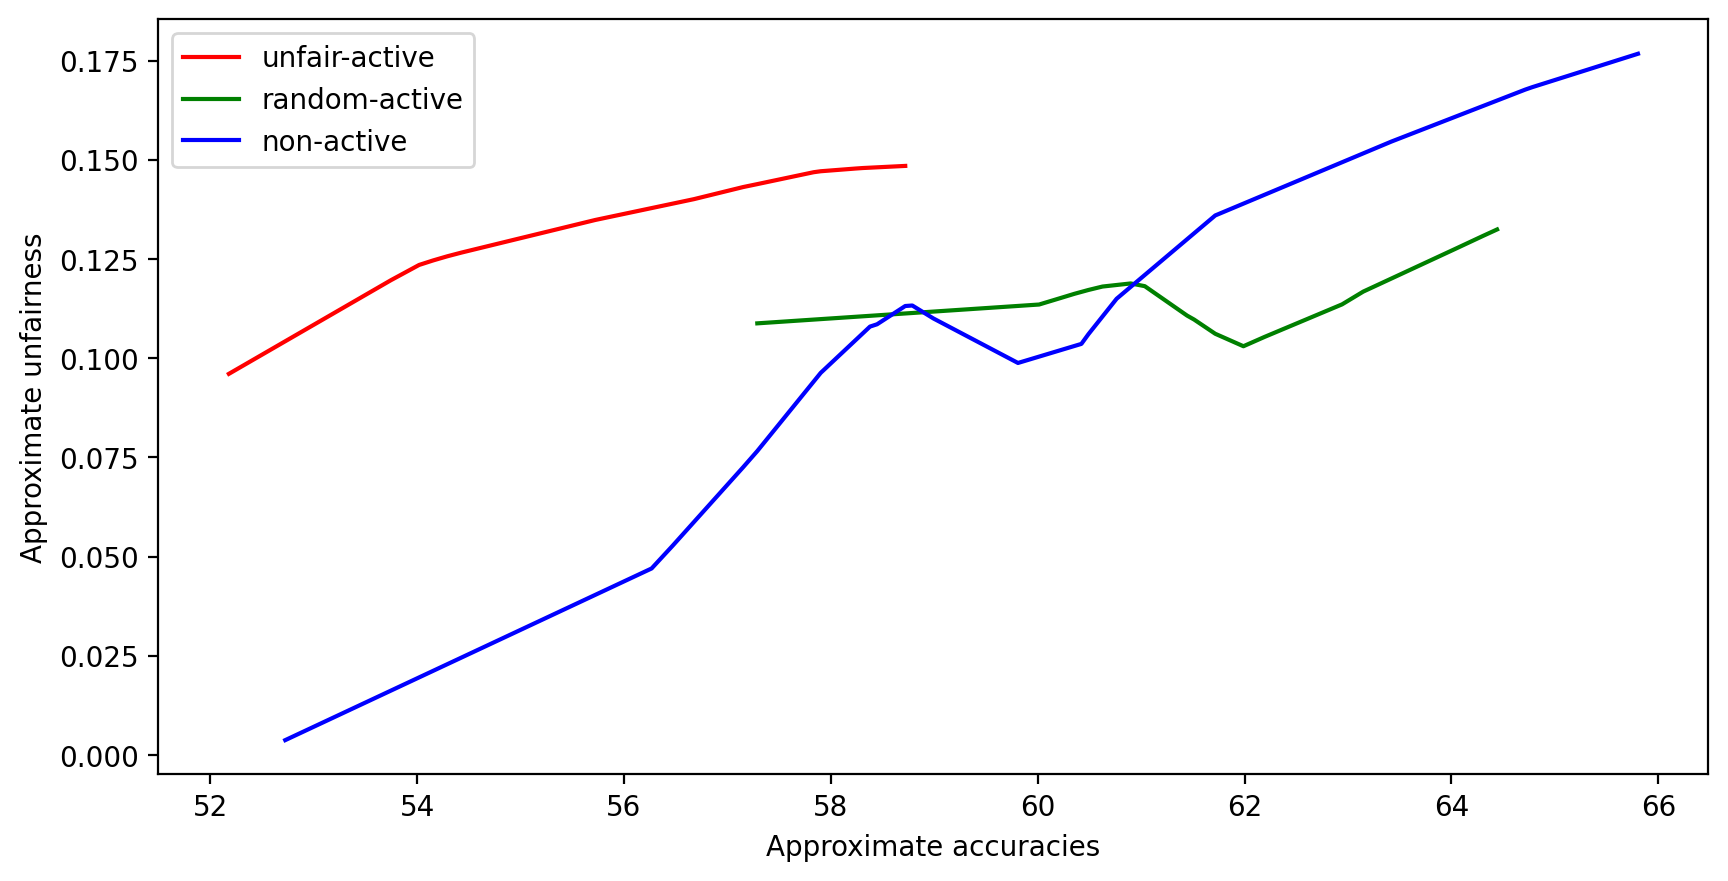 unfair-active
random-active
non-active
0.175
0.150
0.125
0.100
0.075
0.050
0.025
0.000
Approximate unfairness
52 54 56 58 60 62 64 66
Approximate accuracies